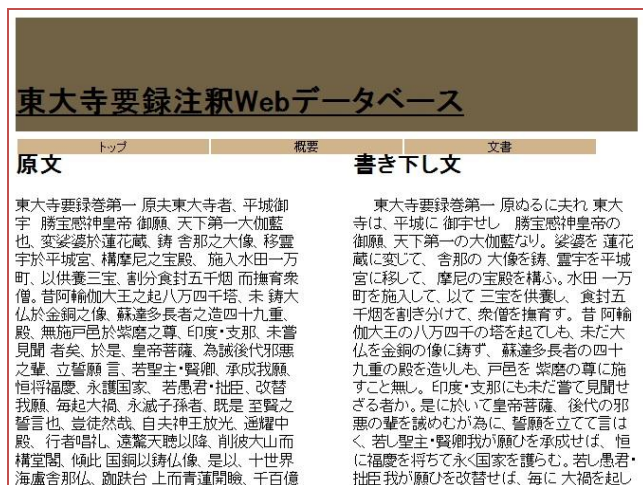 東大寺要録注釈Webデータベース
トップ 概要 文書
原文
東大寺要録巻第一 原夫東大寺者、平城御
宇 勝宝感神皇帝 御願、天下第一大伽藍
也、変娑婆於蓮花蔵、鋳 舎那之大像、移霊
宇於平城宮、構摩尼之宝殿、 施入水田一万
町、以供養三宝、割分食封五千烟 而撫育衆
僧。昔阿輸伽大王之起八万四千塔、未 鋳大
仏於金銅之像、蘇達多長者之造四十九重、
殿、無施戸邑於紫磨之尊、印度・支那、未嘗
見聞 者矣、於是、皇帝菩薩、為誡後代邪悪
之輩、立誓願 言、若聖主・賢卿、承成我願、
恒将福慶、永護国家、 若愚君・拙臣、改替
我願、毎起大禍、永滅子孫者、既是 至賢之
誓言也、豈徒然哉、自夫神王放光、遥耀中
殿、 行者唱礼、遠驚天聴以降、削彼大山而
構堂閣、傾此 国銅以鋳仏像、是以、十世界
海盧舎那仏、跏趺台 上而青蓮開瞼、千百億
書き下し文
東大寺要録巻第一 原ぬるに夫れ 東大
寺は、平城に 御宇せし 勝宝感神皇帝の
御願、天下第一の大伽藍なり。娑婆を 蓮花
蔵に変じて、 舎那の 大像を鋳、霊宇を平城
宮に移して、 摩尼の宝殿を構ふ。水田 一万
町を施入して、以て 三宝を供養し、 食封五
千烟を割き分けて、衆僧を撫育す。昔 阿輸
伽大王の八万四千の塔を起てしも、未だ大
仏を金銅の像に鋳ず、 蘇達多長者の四十
九重の殿を造りしも、戸邑を 紫磨の尊に施
すこと無し。印度・支那にも未だ嘗て見聞せ
ざる者か。是に於いて皇帝菩薩、 後代の邪
悪の輩を誡めむが為に、誓願を立てて言は
く、若し聖主・賢卿我が願ひを承成せば、 恒
に福慶を将ちて永く国家を護らむ。若し愚君・
拙臣我が願ひを改替せば、毎に 大禍を起し